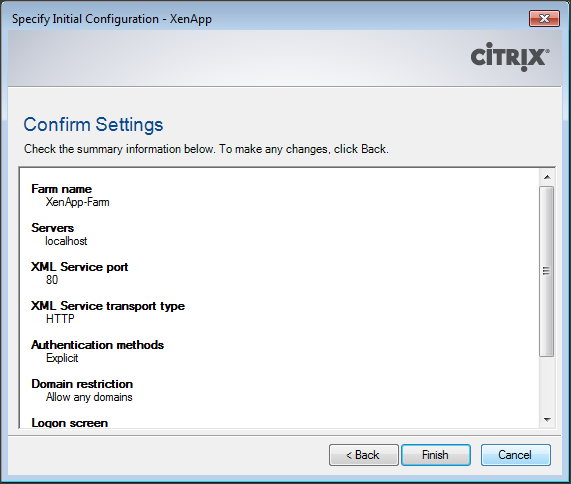 Specify Initial Configuration - XenApp
CITRIX®
Confirm Settings
Check the summary information below. To make any changes, click Back.
Farm name
XenApp-Farm
Servers
localhost
XML Service port
80
XML Service transport type
HTTP
Authentication methods
Explicit
Domain restriction
Allow any domains
Logon screen
< Back Finish Cancel